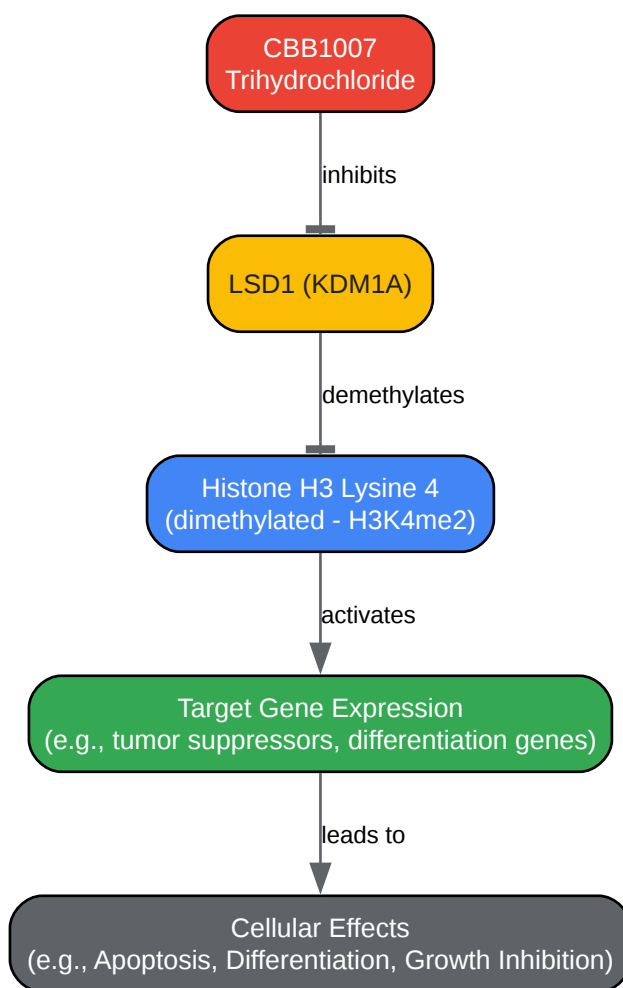 CBB1007
Trihydrochloride
inhibits
LSD1 (KDM1A)
demethylates
Histone H3 Lysine 4
(dimethylated - H3K4me2)
activates
Target Gene Expression
(e.g., tumor suppressors, differentiation genes)
leads to
Cellular Effects
(e.g., Apoptosis, Differentiation, Growth Inhibition)